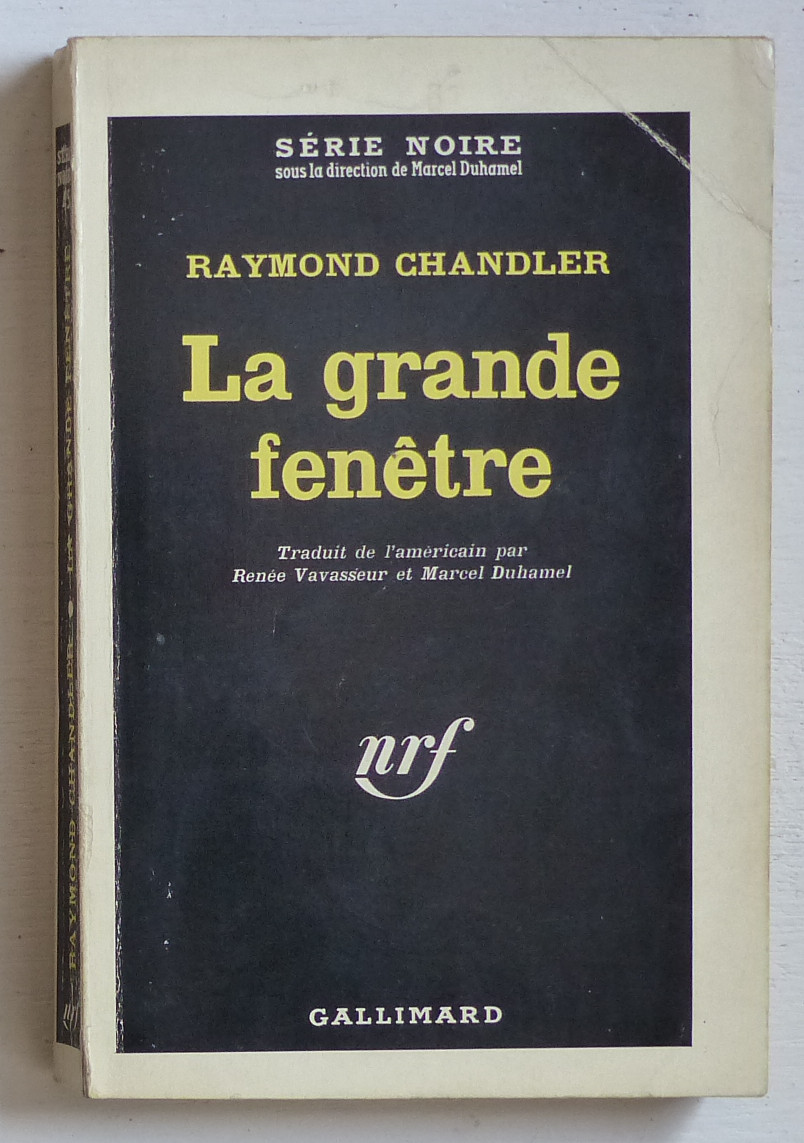 SÉRIE NOIRE
sous la direction de Marcel Duhamel
RAYMOND CHANDLER
La grande
fenêtre
Traduit de l'américain par
Renée Vavasseur et Marcel Duhamel
nrf
GALLIMARD
RAYMOND CHANDLER • LA GRANDE FENÊTRE
nrf